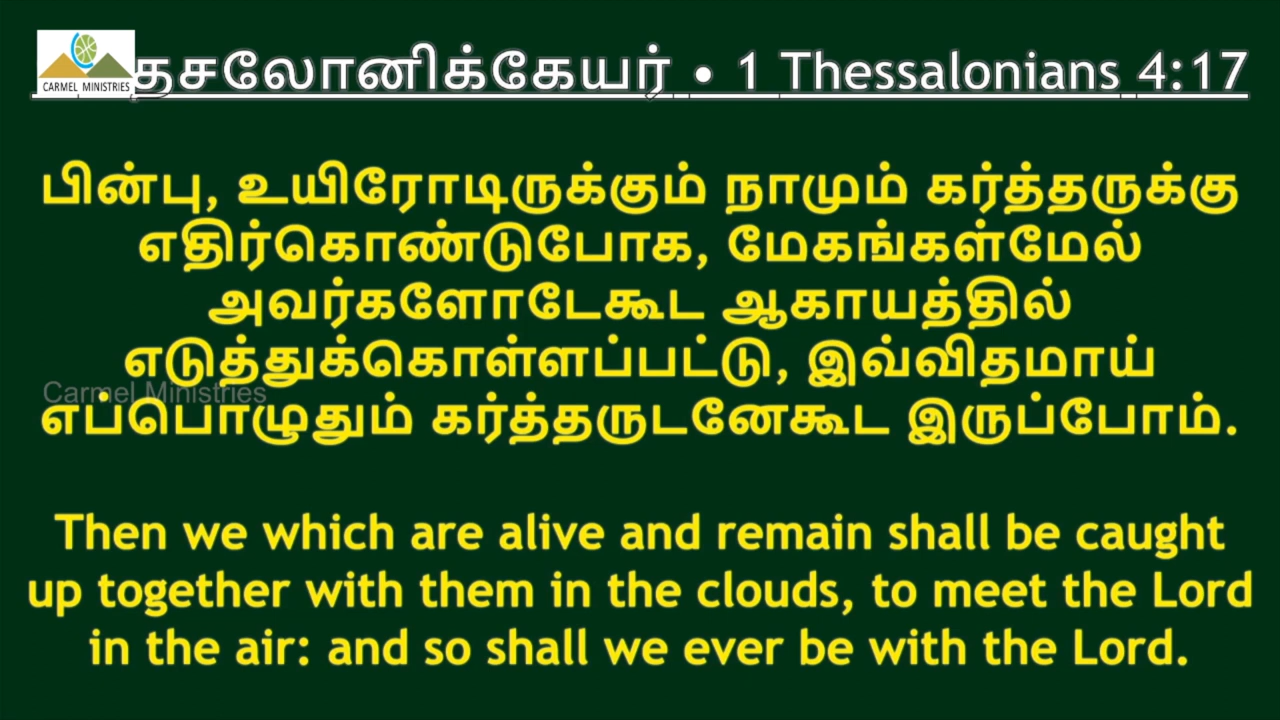 CARMEL MINISTRIES
தசலோனிக்கேயர் • 1 Thessalonians 4:17
பின்பு, உயிரோடிருக்கும் நாமும் கர்த்தருக்கு
எதிர்கொண்டுபோக, மேகங்கள்மேல்
அவர்களோடேகூட ஆகாயத்தில்
எடுத்துக்கொள்ளப்பட்டு, இவ்விதமாய்
Carmel Ministries
எப்பொழுதும் கர்த்தருடனேகூட இருப்போம்.
Then we which are alive and remain shall be caught
up together with them in the clouds, to meet the Lord
in the air: and so shall we ever be with the Lord.